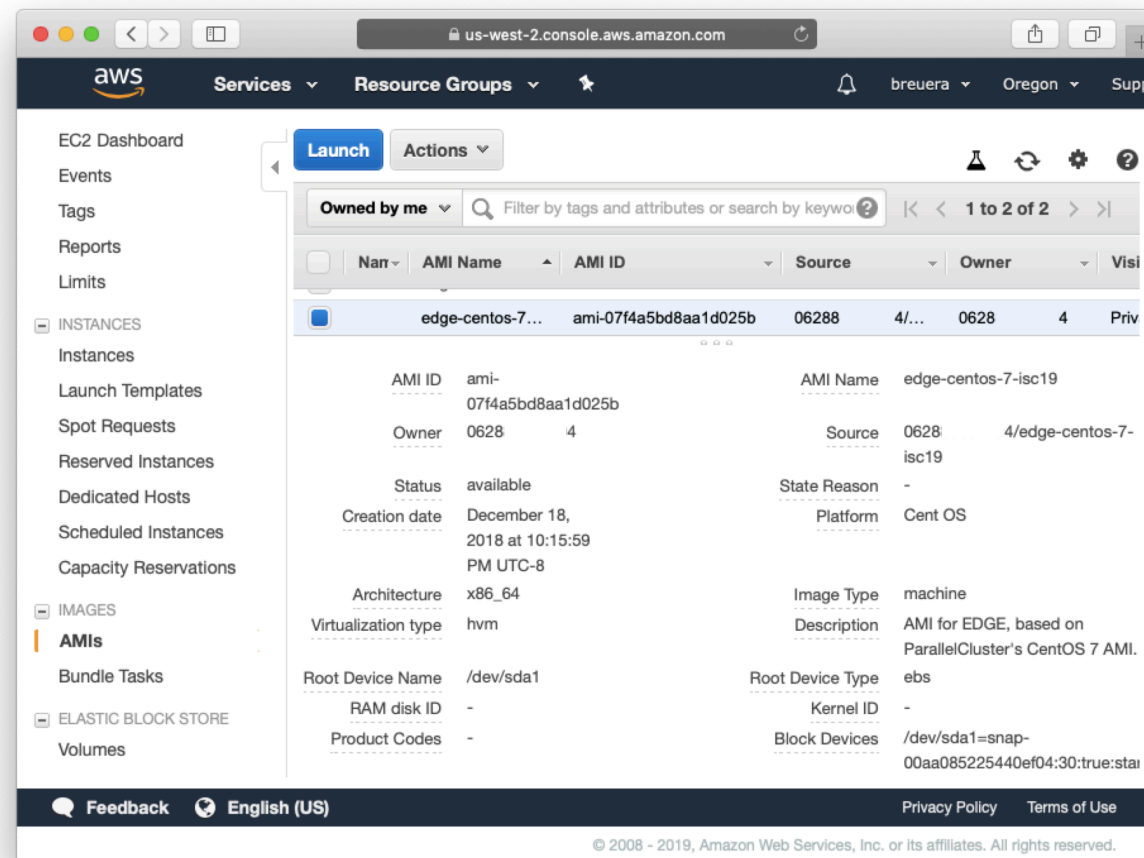 us-west-2.console.aws.amazon.com
aws Services Resource Groups breuera Oregon Supp
EC2 Dashboard
Events
Tags
Reports
Limits
INSTANCES
Instances
Launch Templates
Spot Requests
Reserved Instances
Dedicated Hosts
Scheduled Instances
Capacity Reservations
IMAGES
AMIs
Bundle Tasks
ELASTIC BLOCK STORE
Volumes
Launch Actions
Owned by me Filter by tags and attributes or search by keywor 1 to 2 of 2
Nam AMI Name AMI ID Source Owner Visi
edge-centos-7... ami-07f4a5bd8aa1d025b 06288 4/... 0628 4 Priv
AMI ID ami-
07f4a5bd8aa1d025b
AMI Name edge-centos-7-isc19
Owner 0628 4
Source 0628 4/edge-centos-7-
isc19
Status available
State Reason -
Creation date December 18,
2018 at 10:15:59
PM UTC-8
Platform Cent OS
Architecture x86_64
Image Type machine
Virtualization type hvm
Description AMI for EDGE, based on
ParallelCluster's CentOS 7 AMI.
Root Device Name /dev/sda1
Root Device Type ebs
RAM disk ID -
Kernel ID -
Product Codes -
Block Devices /dev/sda1=snap-
00aa085225440ef04:30:true:star
Feedback English (US) Privacy Policy Terms of Use
© 2008 - 2019, Amazon Web Services, Inc. or its affiliates. All rights reserved.